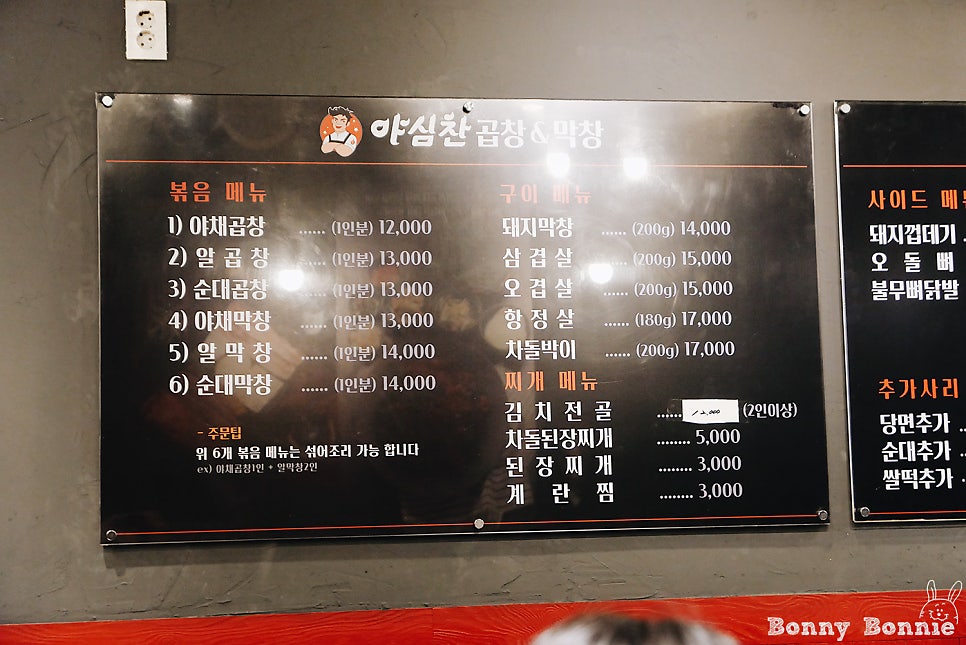 야심찬 곱창 & 막창
볶음 메뉴
1) 야채곱창 ...... (1인분) 12,000
2) 알 곱 창 ...... (1인분) 13,000
3) 순대곱창 ...... (1인분) 13,000
4) 야채막창 ...... (1인분) 13,000
5) 알 막 창 ...... (1인분) 14,000
6) 순대막창 ...... (1인분) 14,000
- 주문팁
위 6개 볶음 메뉴는 섞어조리 가능 합니다
ex) 야채곱창1인 + 알막창2인
구이 메뉴
돼지막창 ...... (200g) 14,000
삼 겹 살 ...... (200g) 15,000
오 겹 살 ...... (200g) 15,000
항 정 살 ...... (180g) 17,000
차돌박이 ...... (200g) 17,000
찌개 메뉴
김 치 전 골 ...... 12,000 (2인이상)
차돌된장찌개 ........ 5,000
된 장 찌 개 ........ 3,000
계 란 찜 ........ 3,000
사이드 메뉴
돼지껍데기 ..
오 돌 뼈
불무뼈닭발
추가사리
당면추가 ..
순대추가 ..
쌀떡추가 ..
Bonny Bonnie